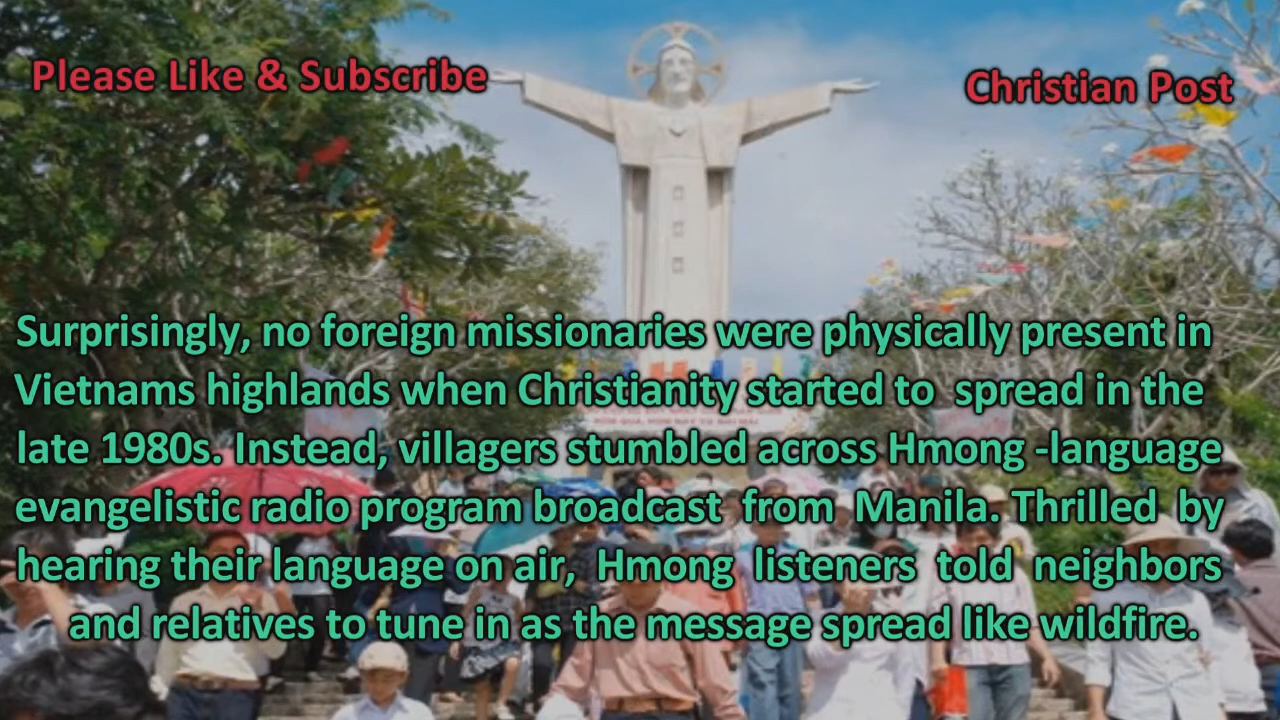 Please Like & Subscribe
Christian Post
Surprisingly, no foreign missionaries were physically present in
Vietnams highlands when Christianity started to spread in the
late 1980s. Instead, villagers stumbled across Hmong -language
evangelistic radio program broadcast from Manila. Thrilled by
hearing their language on air, Hmong listeners told neighbors
and relatives to tune in as the message spread like wildfire.